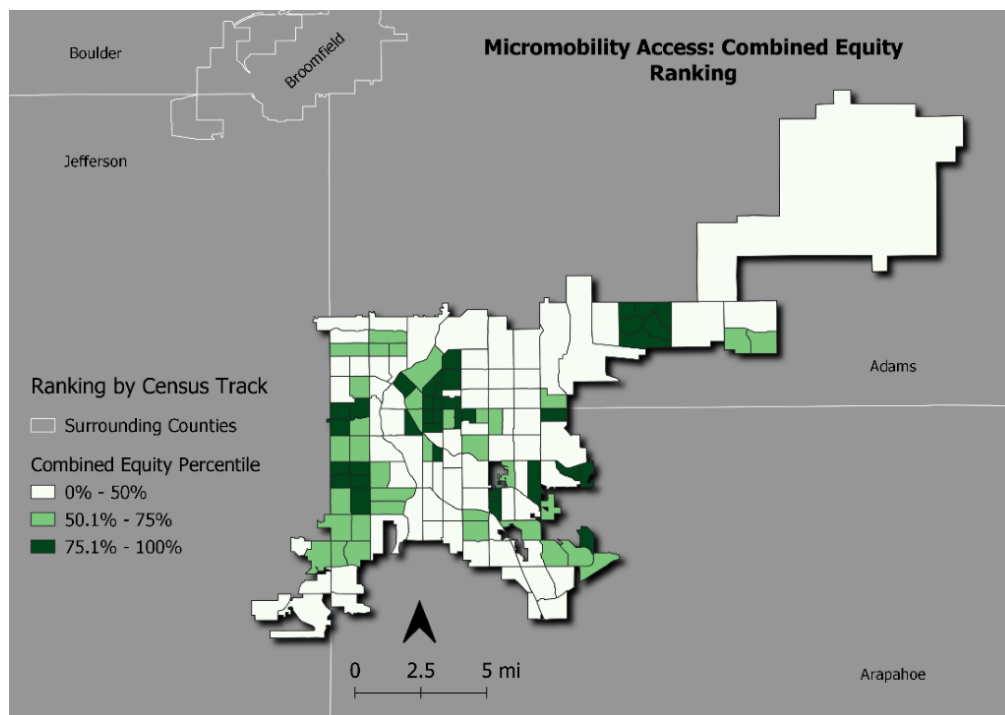 Micromobility Access: Combined Equity
Ranking
Boulder
Broomfield
Jefferson
Adams
Ranking by Census Track
Surrounding Counties
Combined Equity Percentile
0% - 50%
50.1% - 75%
75.1% - 100%
0 2.5 5 mi
Arapahoe